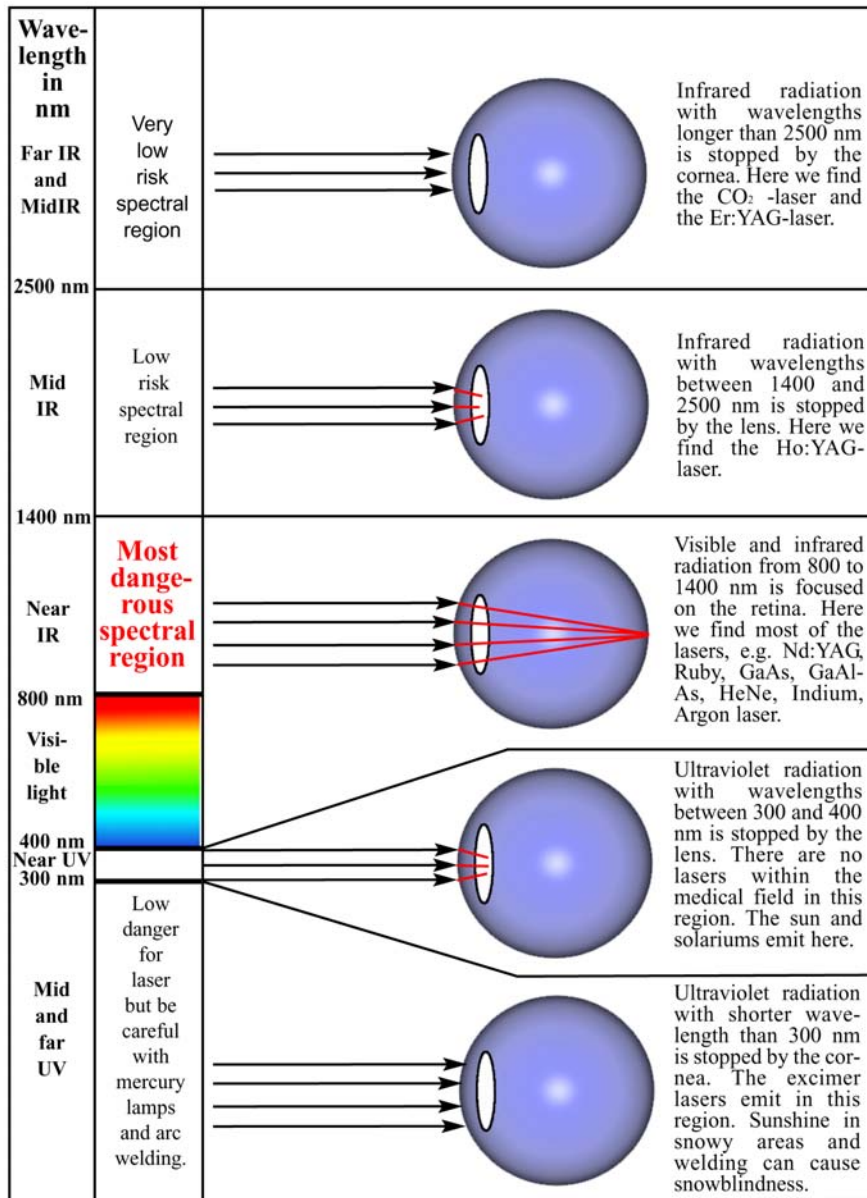 Wave-
length
in
nm
Far IR
and
MidIR
Very
low
risk
spectral
region
Infrared radiation
with wavelengths
longer than 2500 nm
is stopped by the
cornea. Here we find
the CO₂ -laser and
the Er:YAG-laser.
2500 nm
Mid
IR
Low
risk
spectral
region
Infrared radiation
with wavelengths
between 1400 and
2500 nm is stopped
by the lens. Here we
find the Ho:YAG-
laser.
1400 nm
Near
IR
Most
dange-
rous
spectral
region
Visible and infrared
radiation from 800 to
1400 nm is focused
on the retina. Here
we find most of the
lasers, e.g. Nd:YAG,
Ruby, GaAs, GaAl-
As, HeNe, Indium,
Argon laser.
800 nm
Visi-
ble
light
400 nm
Near UV
300 nm
Ultraviolet radiation
with wavelengths
between 300 and 400
nm is stopped by the
lens. There are no
lasers within the
medical field in this
region. The sun and
solariums emit here.
Mid
and
far
UV
Low
danger
for
laser
but be
careful
with
mercury
lamps
and arc
welding.
Ultraviolet radiation
with shorter wave-
length than 300 nm
is stopped by the cor-
nea. The excimer
lasers emit in this
region. Sunshine in
snowy areas and
welding can cause
snowblindness.